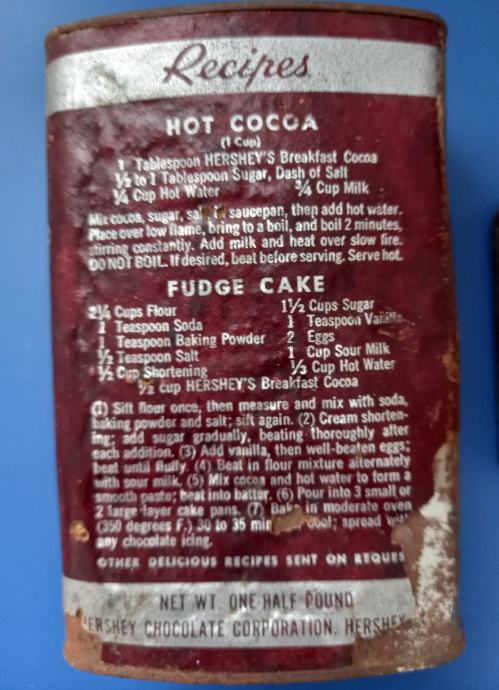 Recipes
HOT COCOA
(1 Cup)
1 Tablespoon HERSHEY'S Breakfast Cocoa
½ to 1 Tablespoon Sugar, Dash of Salt
¼ Cup Hot Water ¾ Cup Milk
Mix cocoa, sugar, sal saucepan, then add hot water.
Place over low flame, bring to a boil, and boil 2 minutes,
stirring constantly. Add milk and heat over slow fire.
DO NOT BOIL. If desired, beat before serving. Serve hot.
FUDGE CAKE
2¼ Cups Flour 1½ Cups Sugar
1 Teaspoon Soda 1 Teaspoon Vanilla
1 Teaspoon Baking Powder 2 Eggs
½ Teaspoon Salt 1 Cup Sour Milk
½ Cup Shortening ⅓ Cup Hot Water
½ cup HERSHEY'S Breakfast Cocoa
(1) Sift flour once, then measure and mix with soda,
baking powder and salt; sift again. (2) Cream shorten-
ing; add sugar gradually, beating thoroughly after
each addition. (3) Add vanilla, then well-beaten eggs;
beat until fluffy. (4) Beat in flour mixture alternately
with sour milk. (5) Mix cocoa and hot water to form a
smooth paste; beat into batter. (6) Pour into 3 small or
2 large layer cake pans. (7) Bake in moderate oven
(350 degrees F.) 30 to 35 min ool; spread with
any chocolate icing.
OTHER DELICIOUS RECIPES SENT ON REQUES
NET WT. ONE HALF POUND
HERSHEY CHOCOLATE CORPORATION, HERSHEY